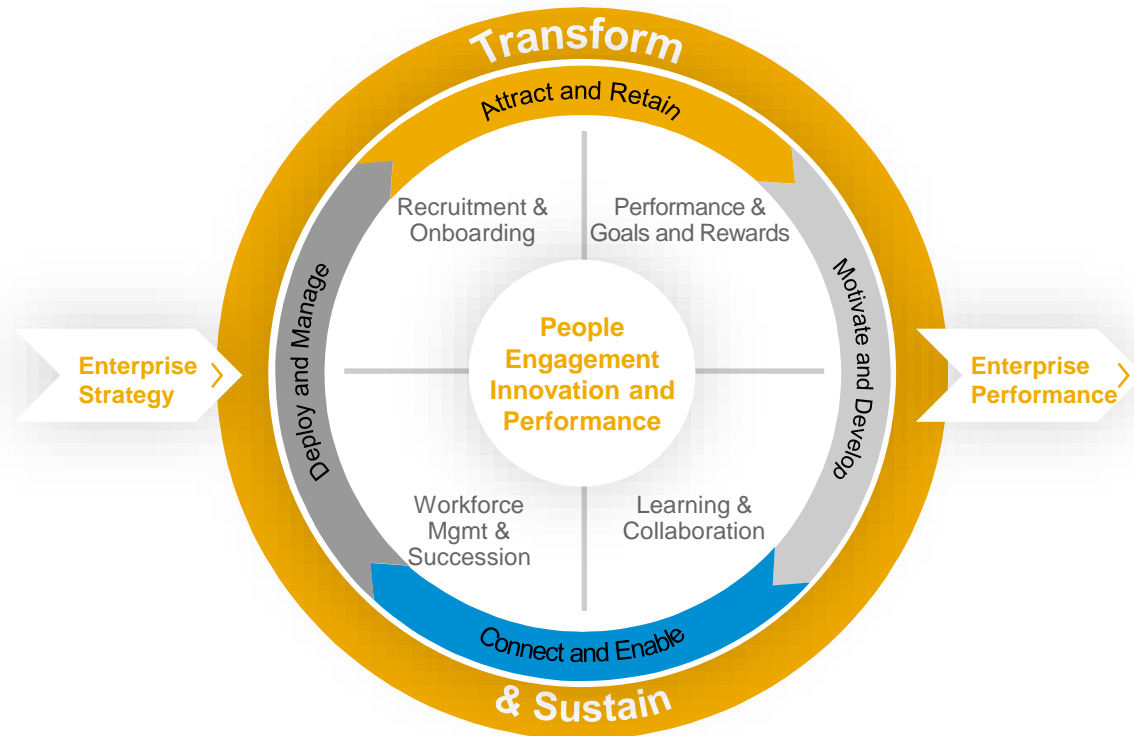 Transform
Attract and Retain
Recruitment &
Onboarding
Performance &
Goals and Rewards
Deploy and Manage
Motivate and Develop
Enterprise
Strategy
People
Engagement
Innovation and
Performance
Enterprise
Performance
Workforce
Mgmt &
Succession
Learning &
Collaboration
Connect and Enable
& Sustain